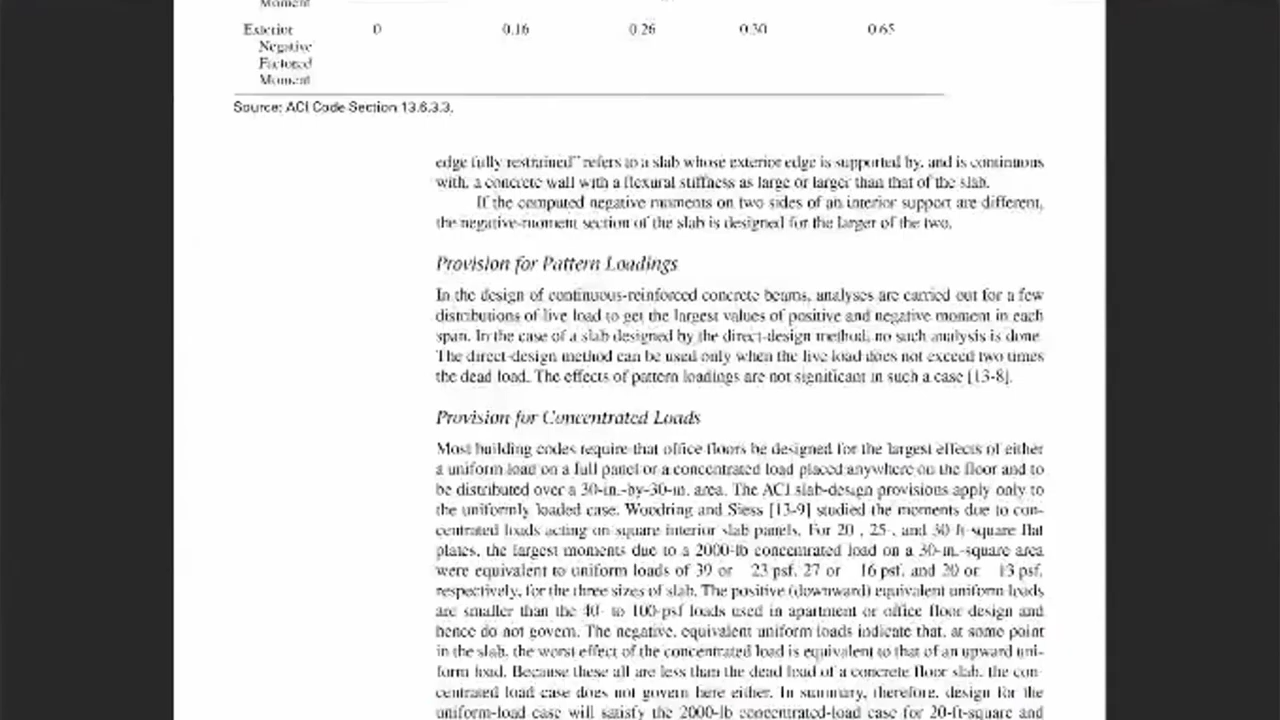 Moment
Exterior 0 0.16 0.26 0.30 0.65
Negative
Factored
Moment
Source: ACI Code Section 13.6.3.3.
edge fully restrained” refers to a slab whose exterior edge is supported by, and is continuous
with, a concrete wall with a flexural stiffness as large or larger than that of the slab.
If the computed negative moments on two sides of an interior support are different,
the negative-moment section of the slab is designed for the larger of the two.
Provision for Pattern Loadings
In the design of continuous-reinforced concrete beams, analyses are carried out for a few
distributions of live load to get the largest values of positive and negative moment in each
span. In the case of a slab designed by the direct-design method, no such analysis is done.
The direct-design method can be used only when the live load does not exceed two times
the dead load. The effects of pattern loadings are not significant in such a case [13-8].
Provision for Concentrated Loads
Most building codes require that office floors be designed for the largest effects of either
a uniform load on a full panel or a concentrated load placed anywhere on the floor and to
be distributed over a 30-in.-by-30-in. area. The ACI slab-design provisions apply only to
the uniformly loaded case. Woodring and Siess [13-9] studied the moments due to con-
centrated loads acting on square interior slab panels. For 20-, 25-, and 30-ft-square flat
plates, the largest moments due to a 2000-lb concentrated load on a 30-in.-square area
were equivalent to uniform loads of 39 or 23 psf, 27 or 16 psf, and 20 or 13 psf,
respectively, for the three sizes of slab. The positive (downward) equivalent uniform loads
are smaller than the 40- to 100-psf loads used in apartment or office floor design and
hence do not govern. The negative, equivalent uniform loads indicate that, at some point
in the slab, the worst effect of the concentrated load is equivalent to that of an upward uni-
form load. Because these all are less than the dead load of a concrete floor slab, the con-
centrated load case does not govern here either. In summary, therefore, design for the
uniform-load case will satisfy the 2000-lb concentrated-load case for 20-ft-square and